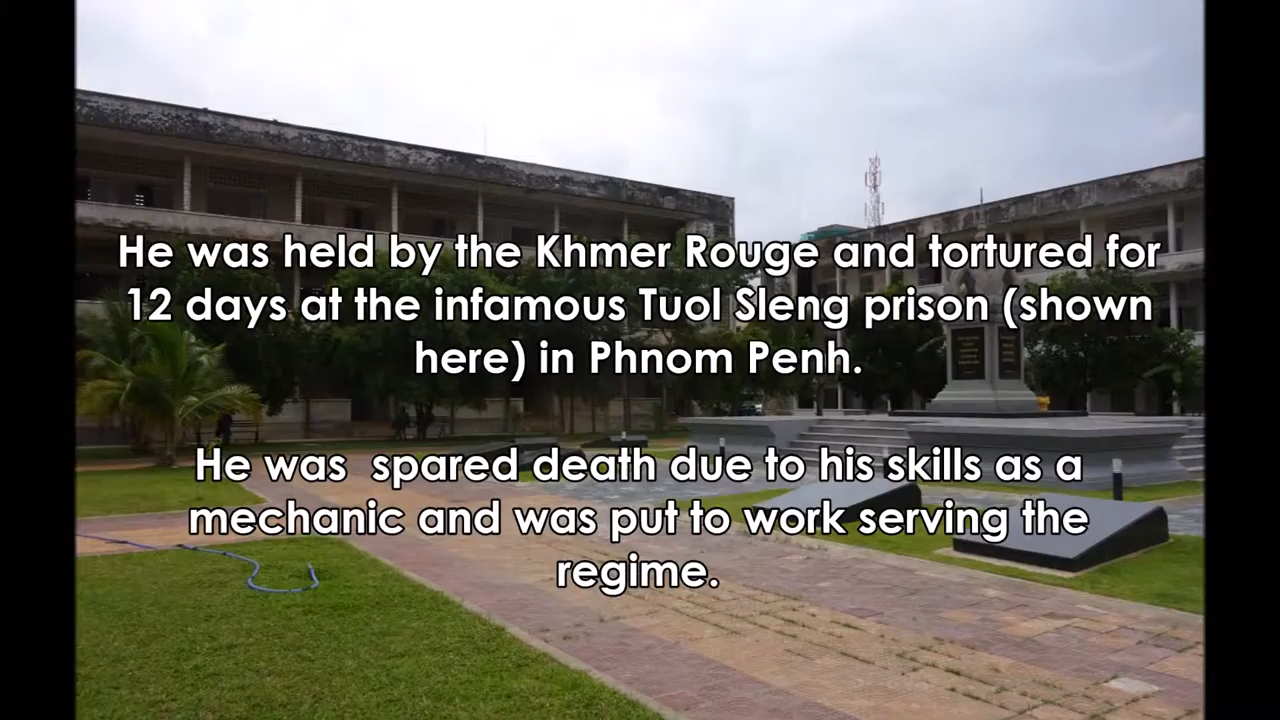 He was held by the Khmer Rouge and tortured for
12 days at the infamous Tuol Sleng prison (shown
here) in Phnom Penh.
He was  spared death due to his skills as a
mechanic and was put to work serving the
regime.